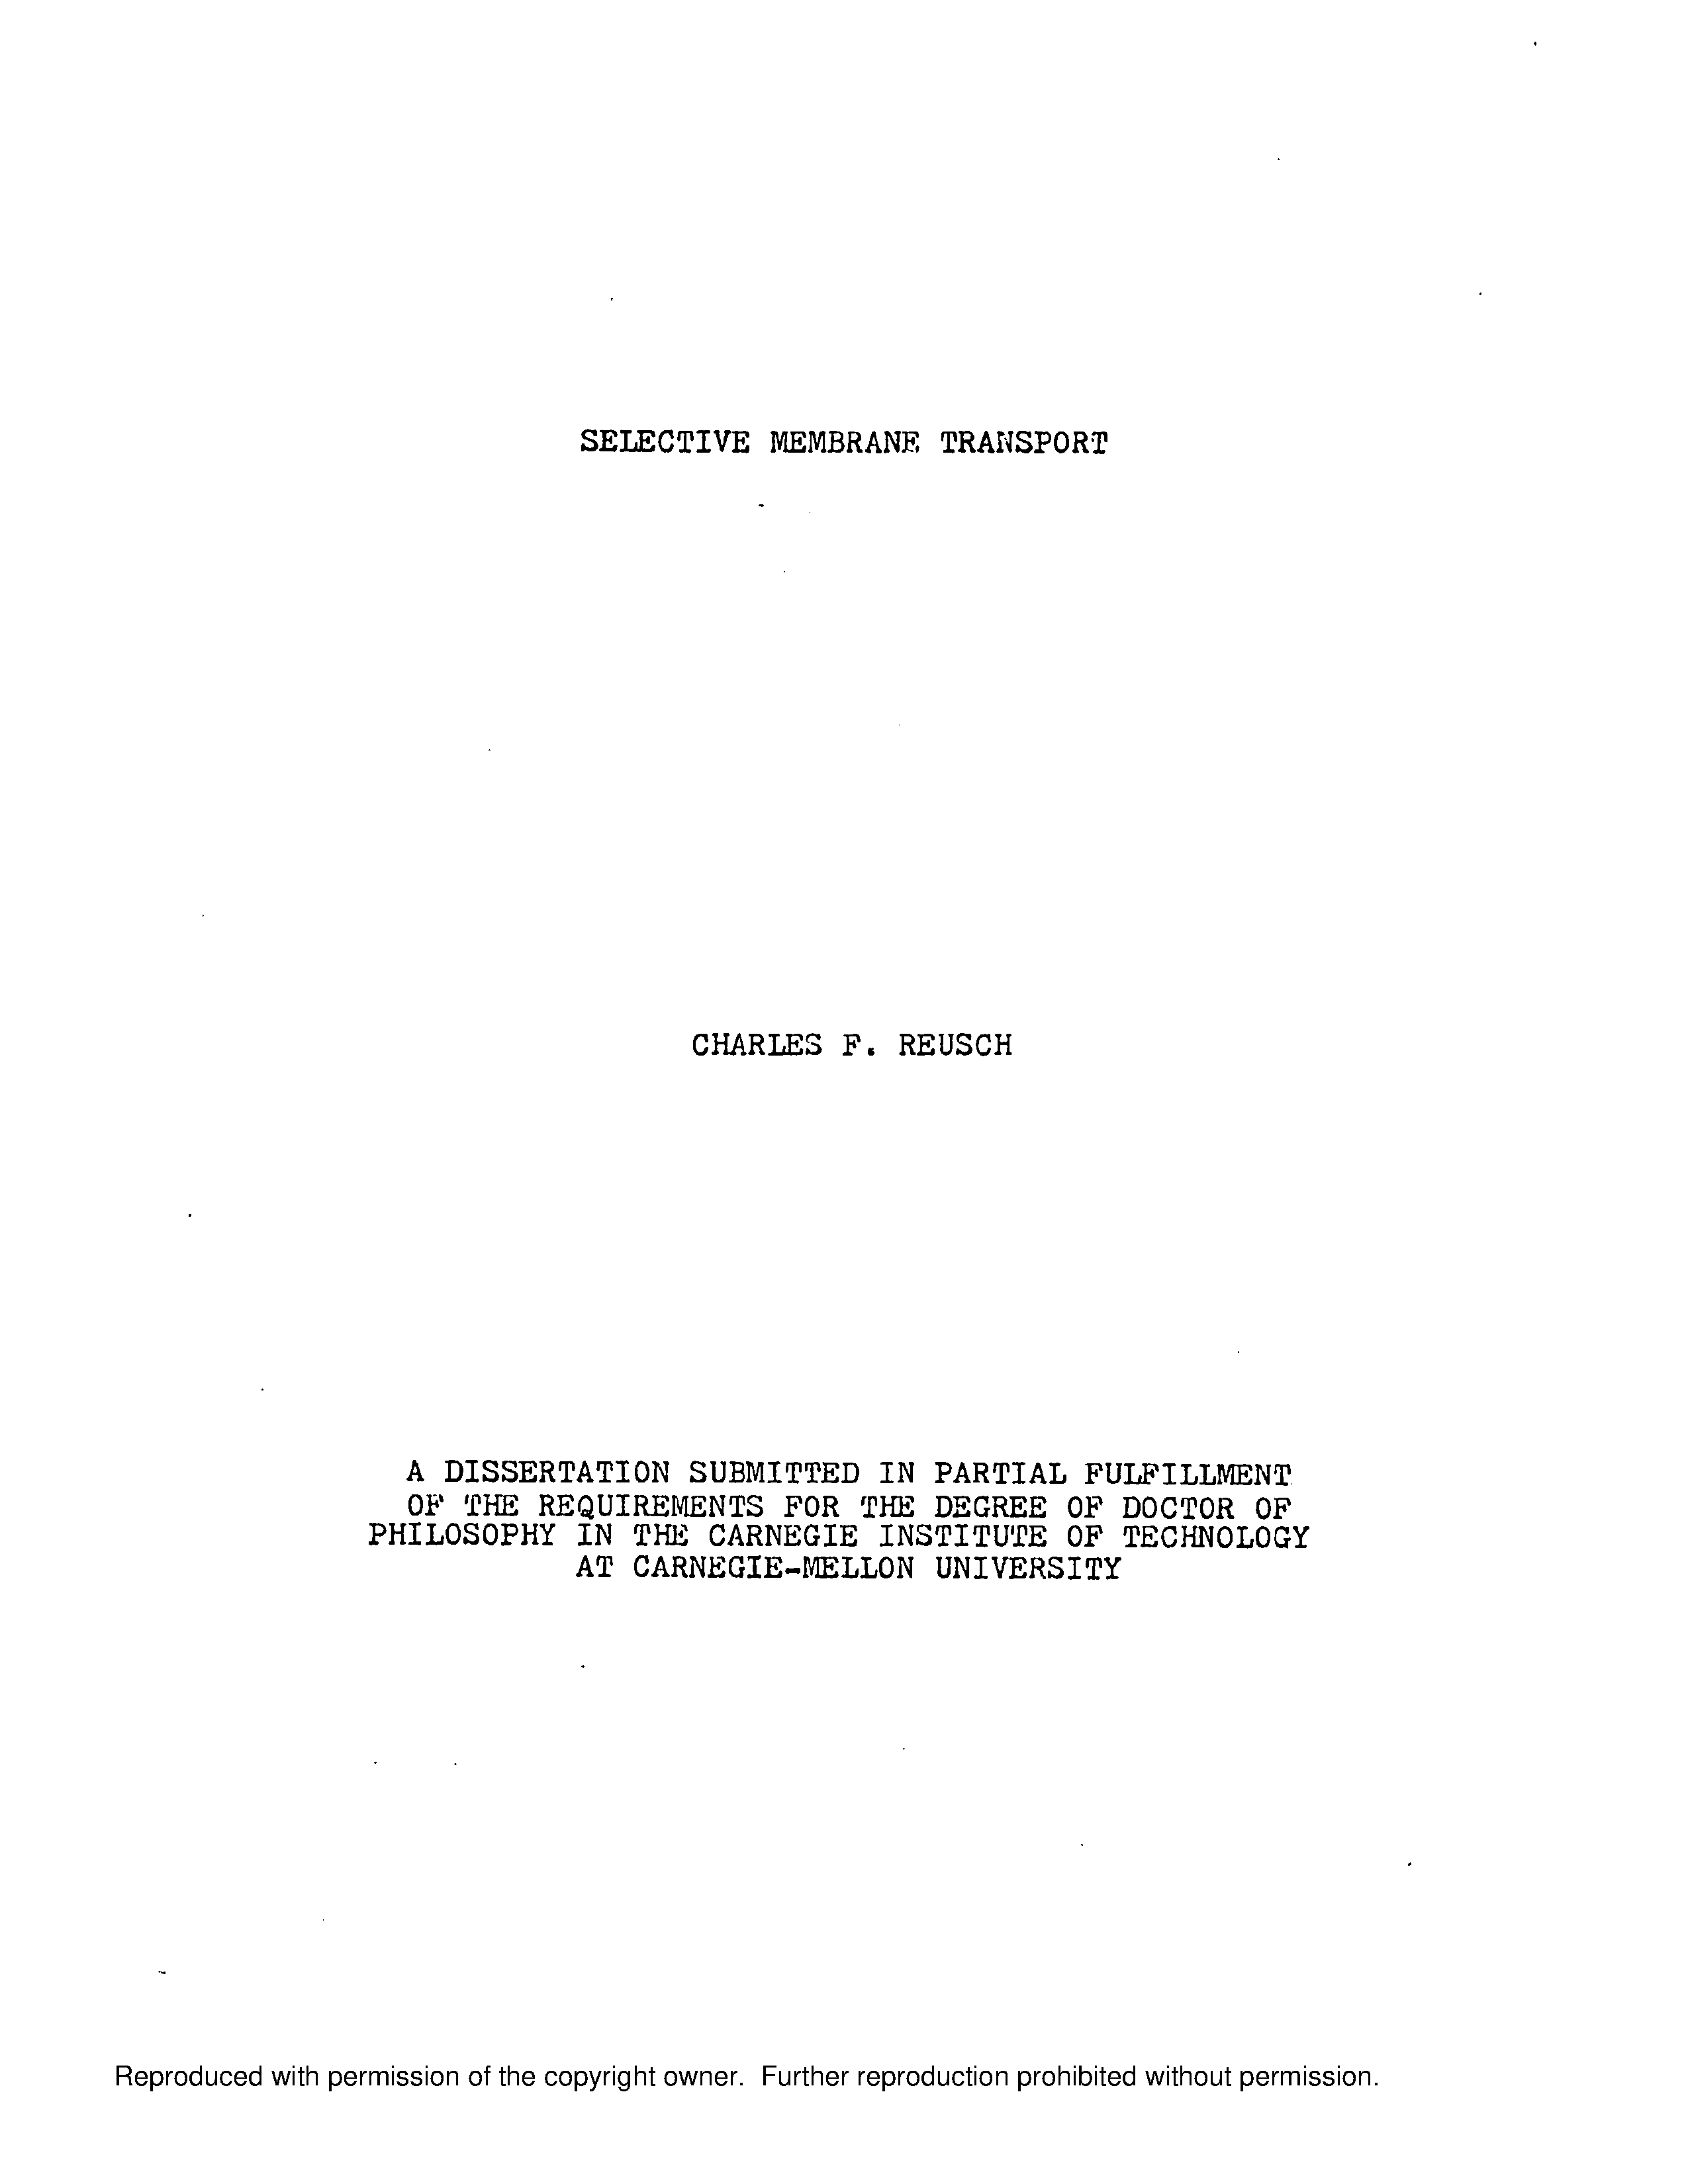 SELECTIVE MEMBRANE TRANSPORT
CHARLES F. REUSCH
A DISSERTATION SUBMITTED IN PARTIAL FULFILLMENT
OF THE REQUIREMENTS FOR THE DEGREE OF DOCTOR OF
PHILOSOPHY IN THE CARNEGIE INSTITUTE OF TECHNOLOGY
AT CARNEGIE-MELLON UNIVERSITY
Reproduced with permission of the copyright owner. Further reproduction prohibited without permission.